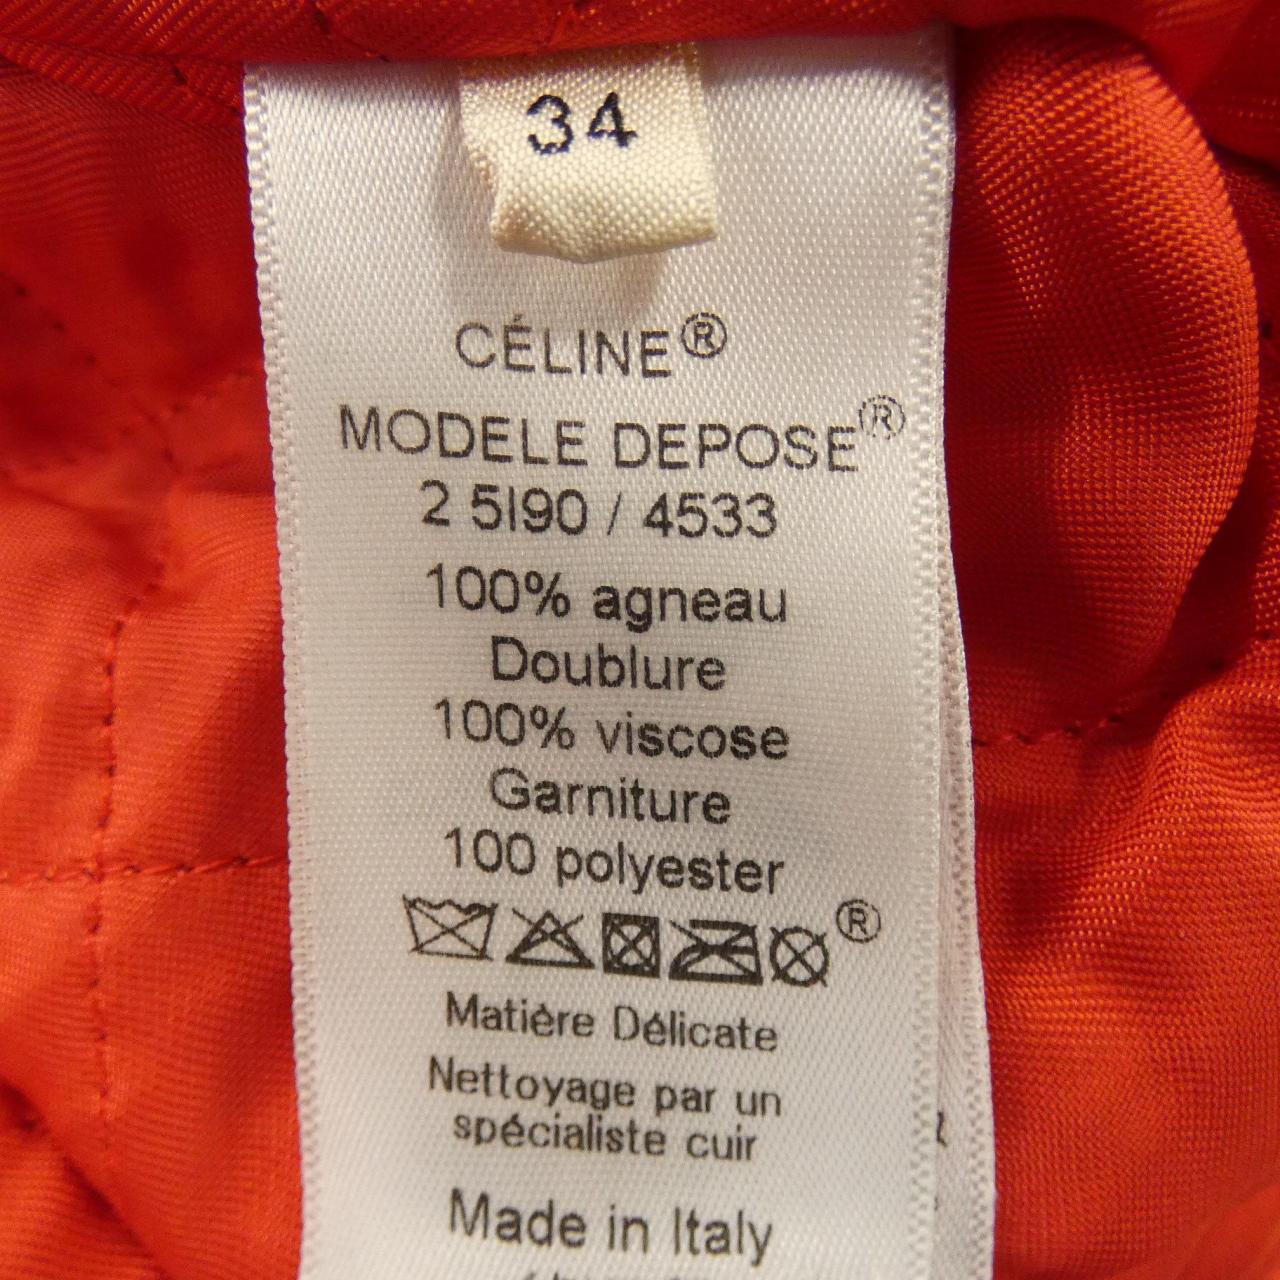 34
CÉLINE®
MODELE DEPOSE®
2 5I90 / 4533
100% agneau
Doublure
100% viscose
Garniture
100 polyester
®
Matière Délicate
Nettoyage par un
spécialiste cuir
Made in Italy